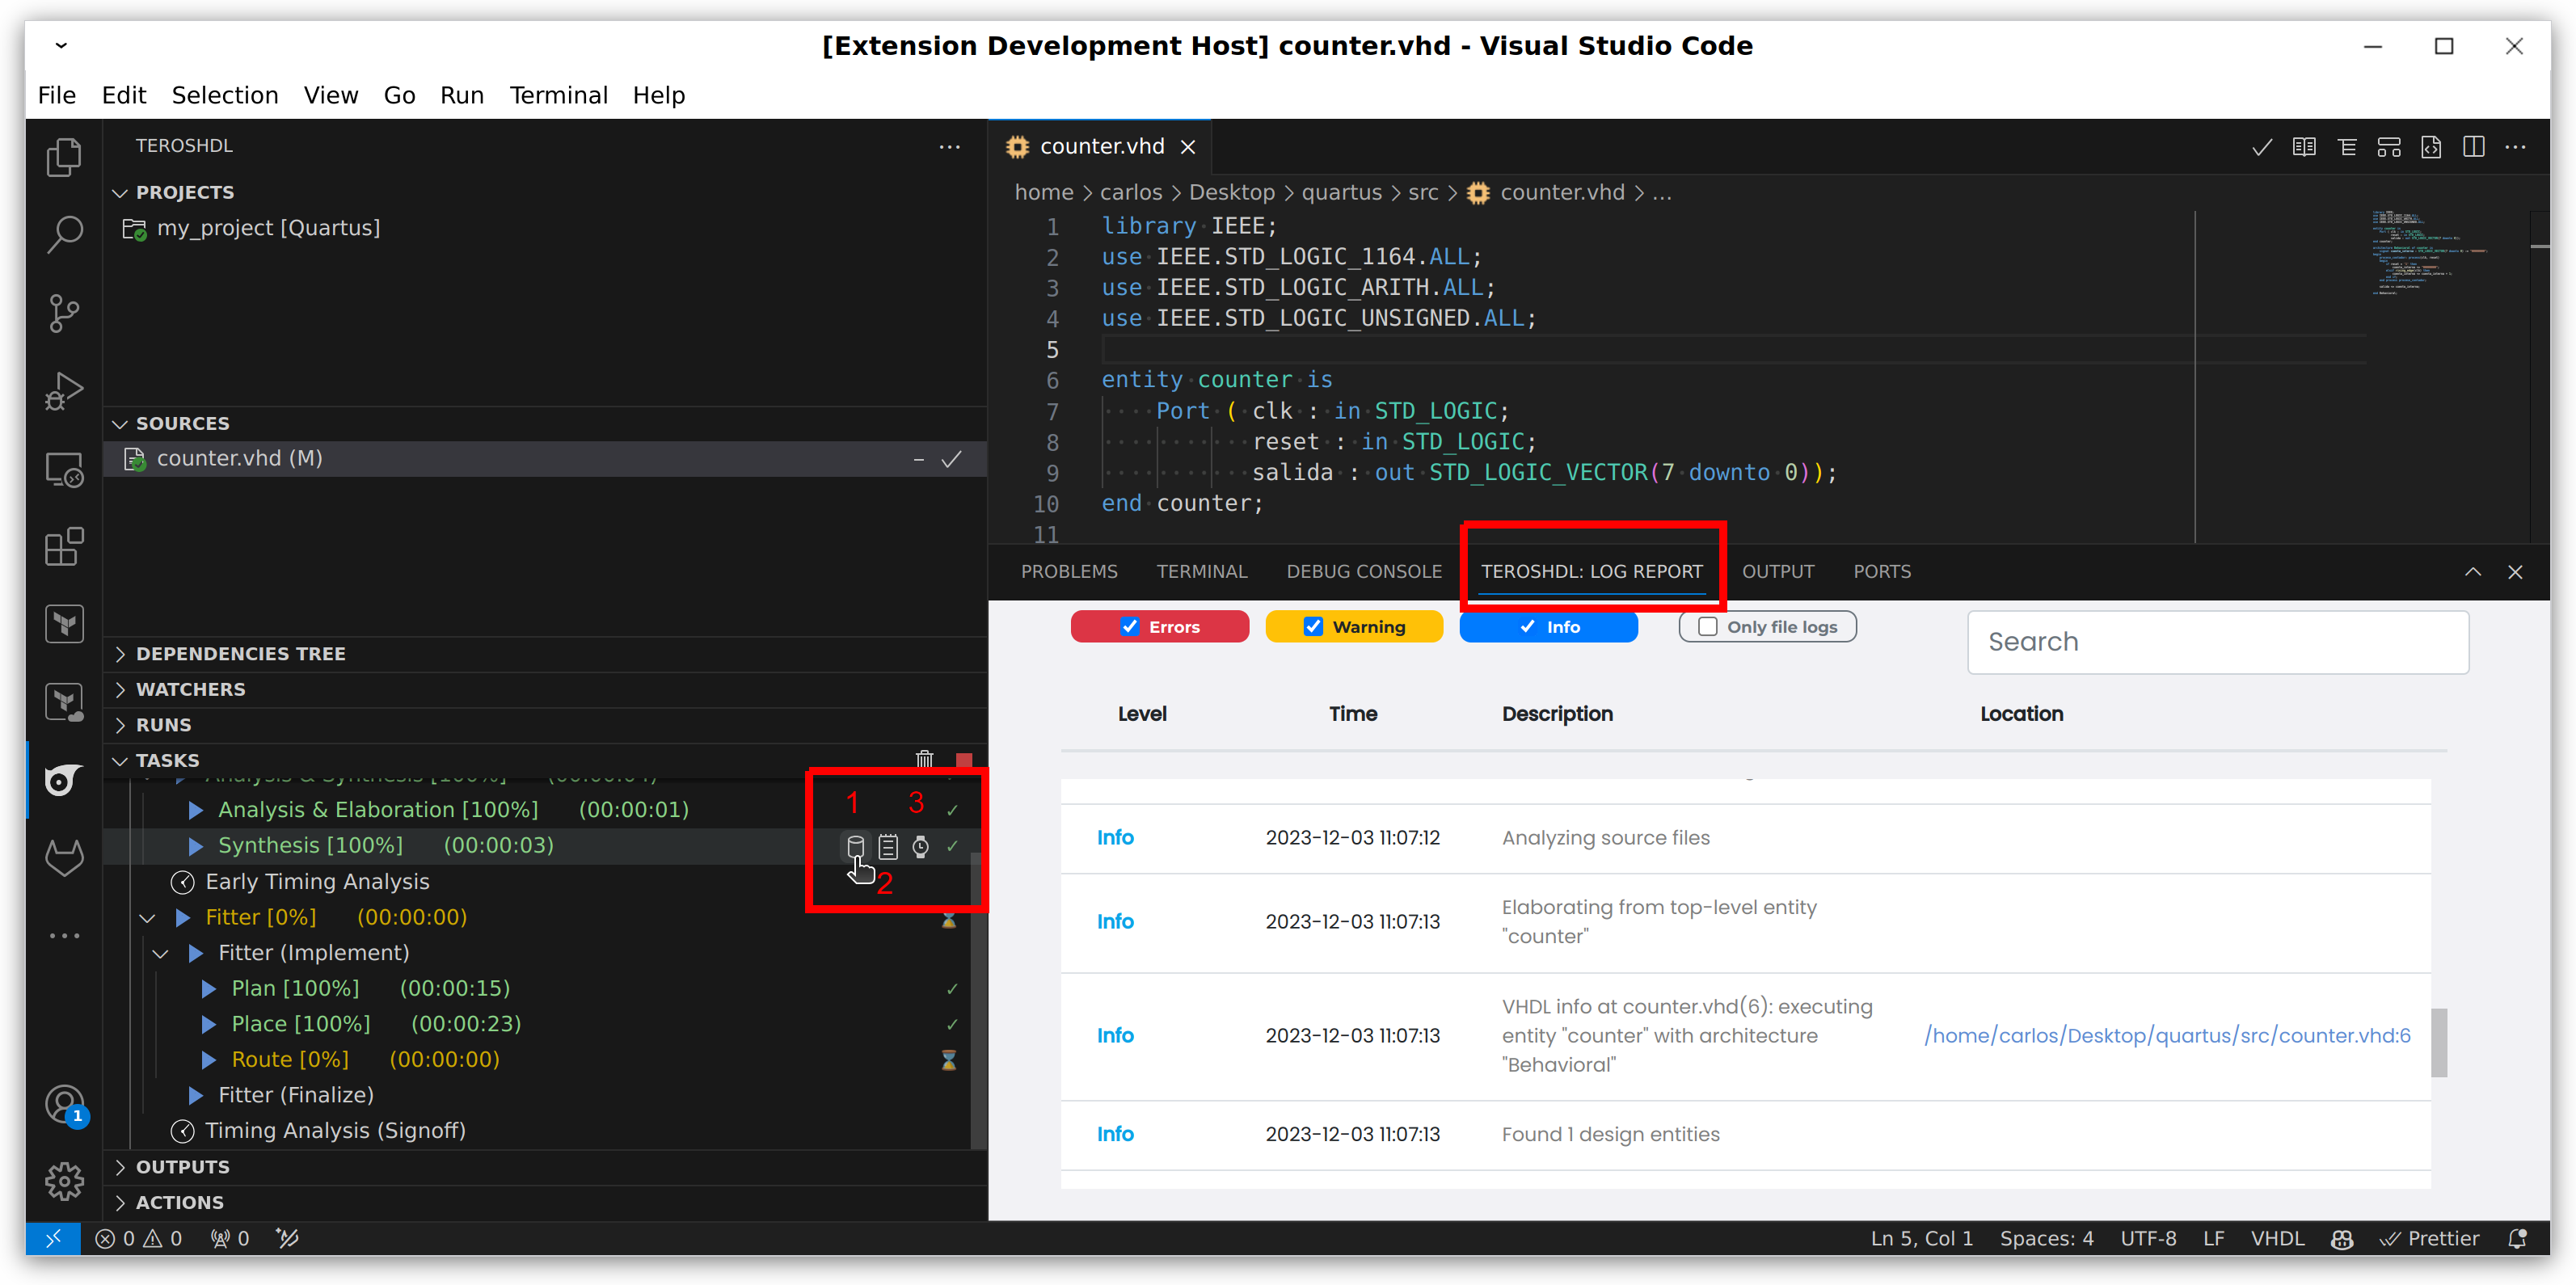 [Extension Development Host] counter.vhd - Visual Studio Code
File Edit Selection View Go Run Terminal Help
TEROSHDL
PROJECTS
my_project [Quartus]
SOURCES
counter.vhd (M)
DEPENDENCIES TREE
WATCHERS
RUNS
TASKS
Analysis & Synthesis [100%] (00:00:04)
Analysis & Elaboration [100%] (00:00:01)
Synthesis [100%] (00:00:03)
1 3
2
Early Timing Analysis
Fitter [0%] (00:00:00)
Fitter (Implement)
Plan [100%] (00:00:15)
Place [100%] (00:00:23)
Route [0%] (00:00:00)
Fitter (Finalize)
Timing Analysis (Signoff)
OUTPUTS
ACTIONS
1
counter.vhd
home > carlos > Desktop > quartus > src > counter.vhd > ...
1 library IEEE;
2 use IEEE.STD_LOGIC_1164.ALL;
3 use IEEE.STD_LOGIC_ARITH.ALL;
4 use IEEE.STD_LOGIC_UNSIGNED.ALL;
5
6 entity counter is
7 Port ( clk : in STD_LOGIC;
8 reset : in STD_LOGIC;
9 salida : out STD_LOGIC_VECTOR(7 downto 0));
10 end counter;
11
PROBLEMS TERMINAL DEBUG CONSOLE TEROSHDL: LOG REPORT OUTPUT PORTS
Errors Warning Info Only file logs Search
Level Time Description Location
Info 2023-12-03 11:07:12 Analyzing source files
Info 2023-12-03 11:07:13 Elaborating from top-level entity
"counter"
Info 2023-12-03 11:07:13 VHDL info at counter.vhd(6): executing
entity "counter" with architecture
"Behavioral"
/home/carlos/Desktop/quartus/src/counter.vhd:6
Info 2023-12-03 11:07:13 Found 1 design entities
0 0 0 Ln 5, Col 1 Spaces: 4 UTF-8 LF VHDL Prettier